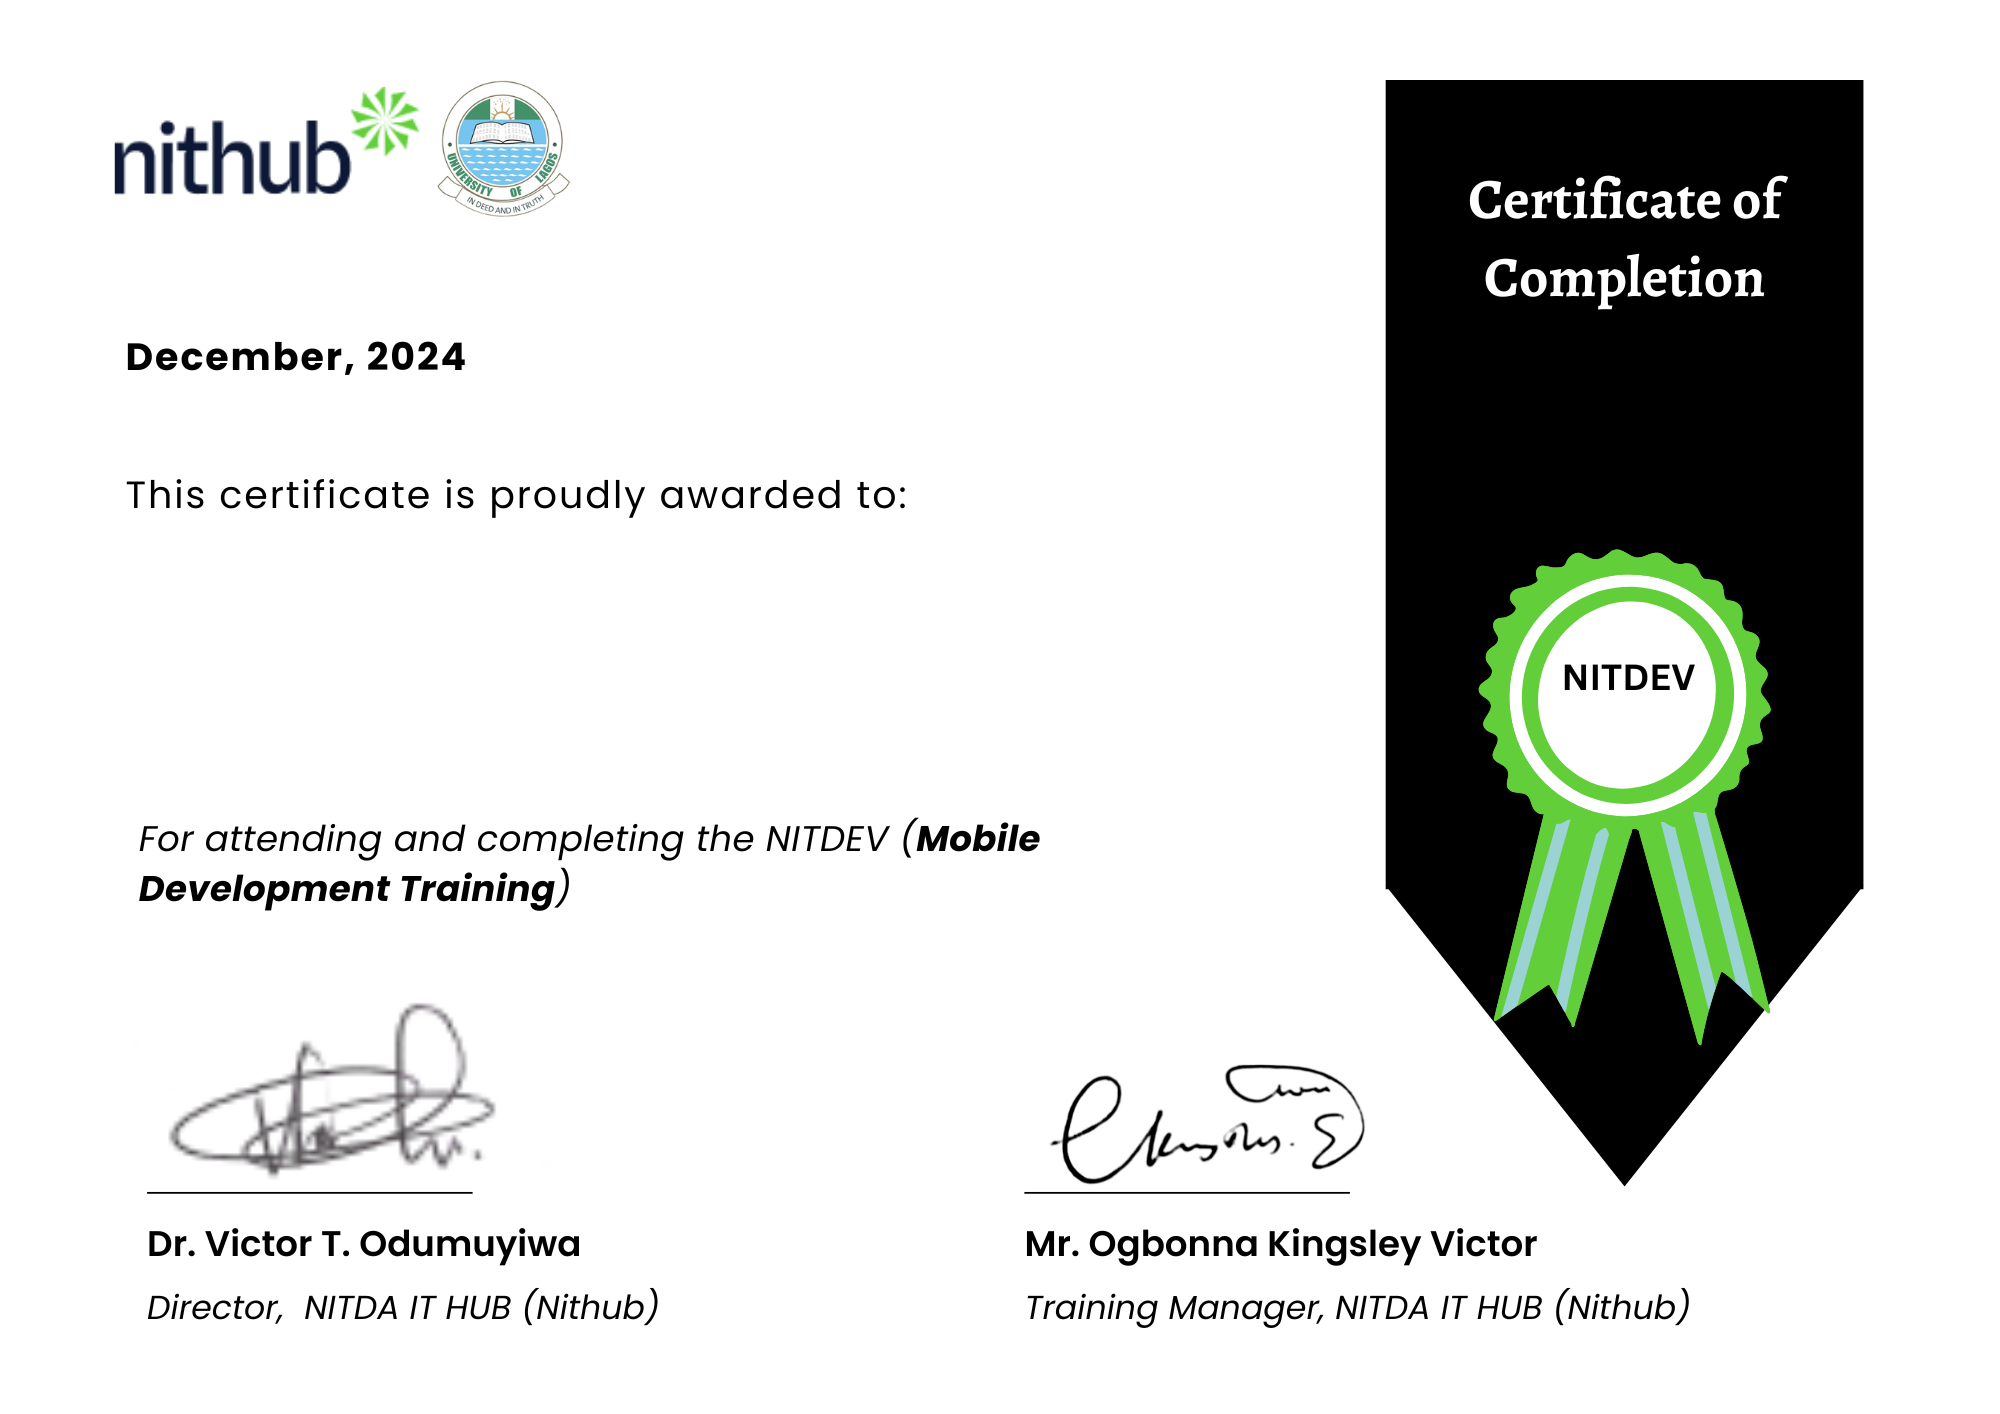 nithub
UNIVERSITY OF LAGOS
IN DEED AND IN TRUTH
Certificate of
Completion
December, 2024
This certificate is proudly awarded to:
NITDEV
For attending and completing the NITDEV (Mobile
Development Training)
Dr. Victor T. Odumuyiwa
Director, NITDA IT HUB (Nithub)
Mr. Ogbonna Kingsley Victor
Training Manager, NITDA IT HUB (Nithub)